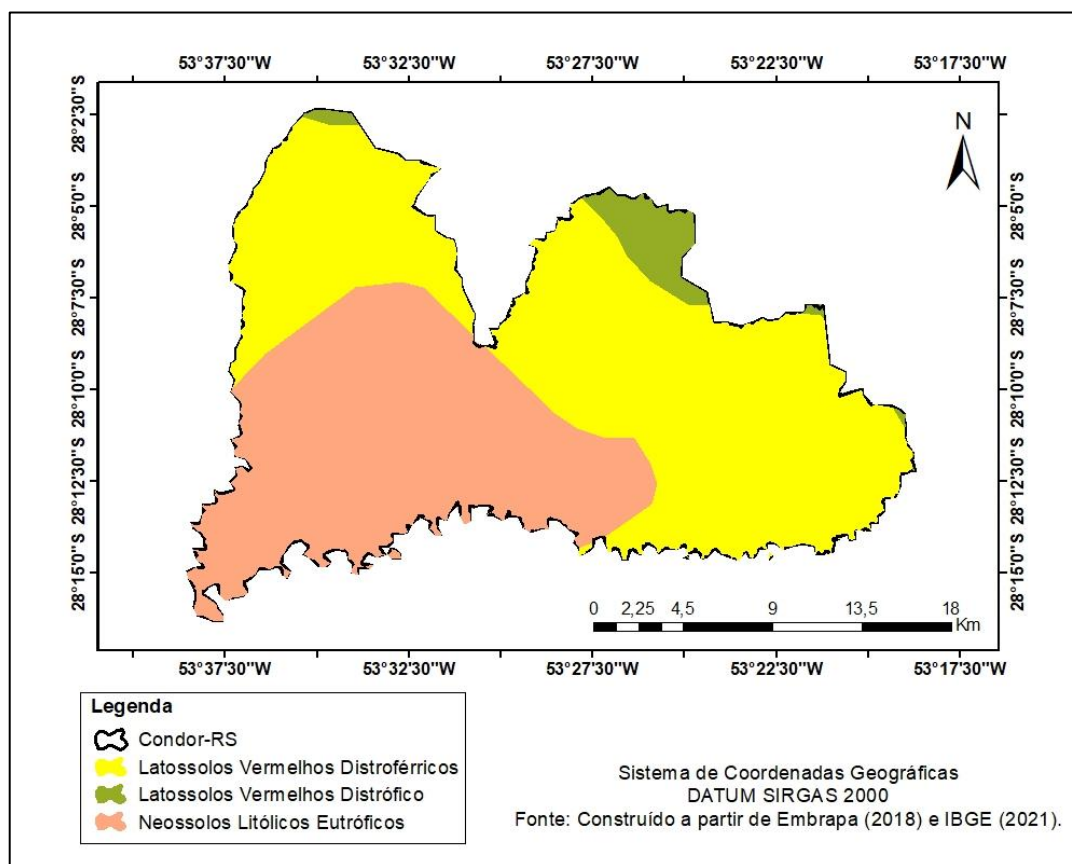 53°37'30"W 53°32'30"W 53°27'30"W 53°22'30"W 53°17'30"W
28°2'30"S 28°2'30"S
28°5'0"S 28°5'0"S
28°7'30"S 28°7'30"S
28°10'0"S 28°10'0"S
28°12'30"S 28°12'30"S
28°15'0"S 28°15'0"S
N
0 2,25 4,5 9 13,5 18
Km
53°37'30"W 53°32'30"W 53°27'30"W 53°22'30"W 53°17'30"W
Legenda
Condor-RS
Latossolos Vermelhos Distroférricos
Latossolos Vermelhos Distrófico
Neossolos Litólicos Eutróficos
Sistema de Coordenadas Geográficas
DATUM SIRGAS 2000
Fonte: Construído a partir de Embrapa (2018) e IBGE (2021).